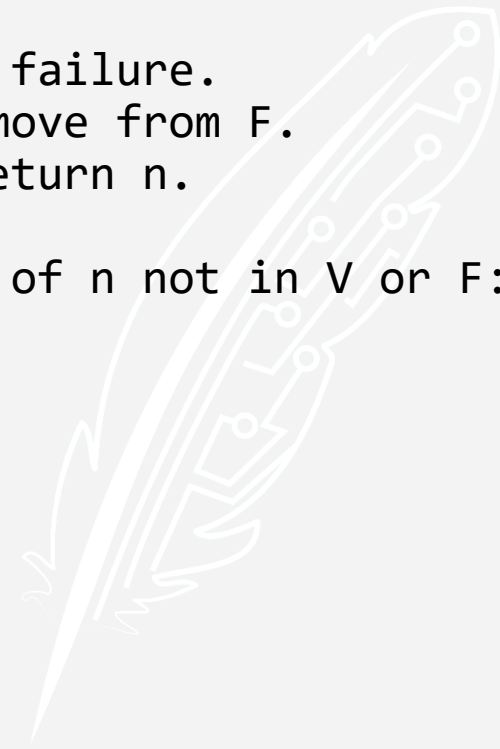 failure.
move from F.
eturn n.
of n not in V or F: